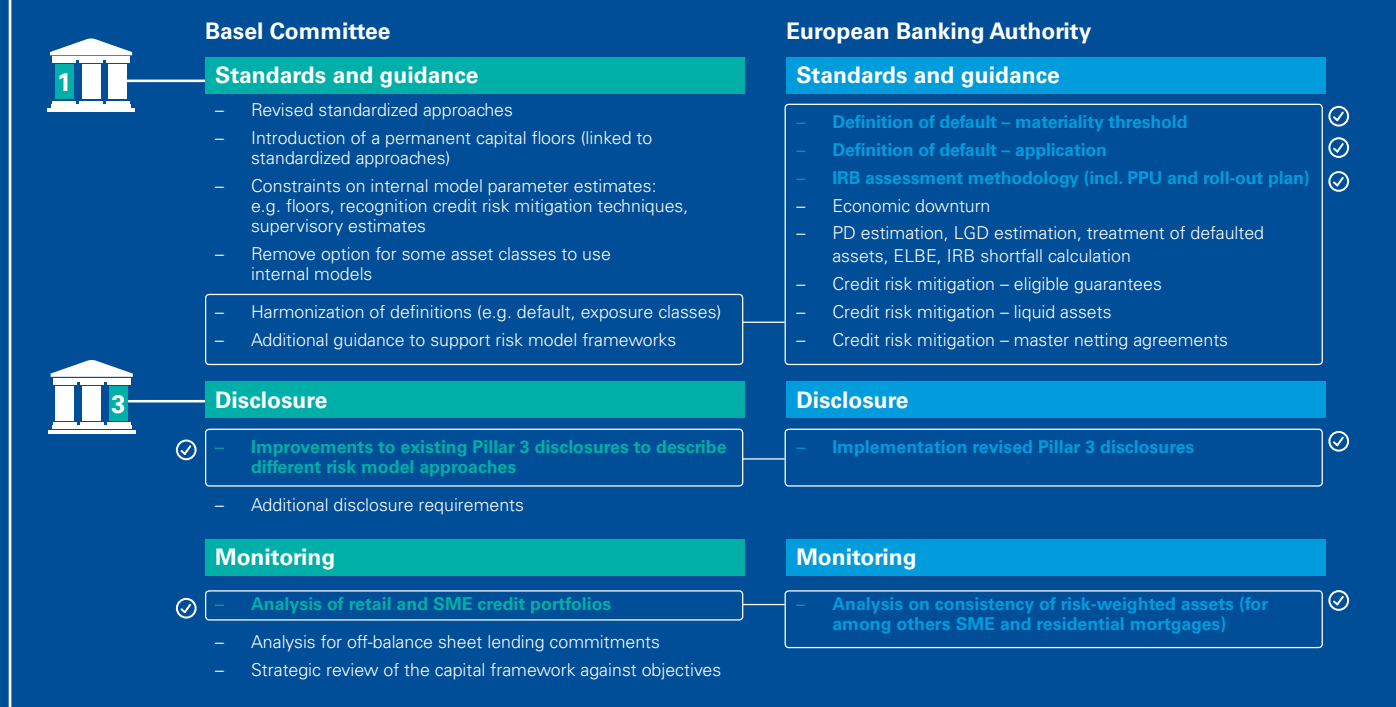 Basel Committee
1
Standards and guidance
– Revised standardized approaches
– Introduction of a permanent capital floors (linked to
standardized approaches)
– Constraints on internal model parameter estimates:
e.g. floors, recognition credit risk mitigation techniques,
supervisory estimates
– Remove option for some asset classes to use
internal models
– Harmonization of definitions (e.g. default, exposure classes)
– Additional guidance to support risk model frameworks
3
Disclosure
– Improvements to existing Pillar 3 disclosures to describe
different risk model approaches
– Additional disclosure requirements
Monitoring
– Analysis of retail and SME credit portfolios
– Analysis for off-balance sheet lending commitments
– Strategic review of the capital framework against objectives
European Banking Authority
Standards and guidance
– Definition of default – materiality threshold
– Definition of default – application
– IRB assessment methodology (incl. PPU and roll-out plan)
– Economic downturn
– PD estimation, LGD estimation, treatment of defaulted
assets, ELBE, IRB shortfall calculation
– Credit risk mitigation – eligible guarantees
– Credit risk mitigation – liquid assets
– Credit risk mitigation – master netting agreements
Disclosure
– Implementation revised Pillar 3 disclosures
Monitoring
– Analysis on consistency of risk-weighted assets (for
among others SME and residential mortgages)